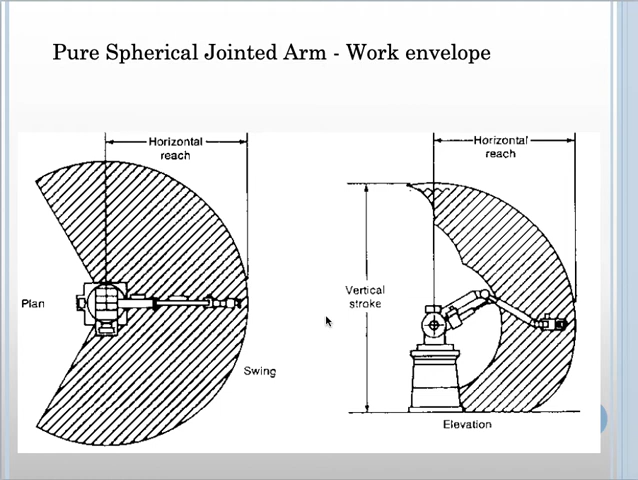 Pure Spherical Jointed Arm - Work envelope
Horizontal
reach
Horizontal
reach
Vertical
stroke
Plan
Swing
Elevation